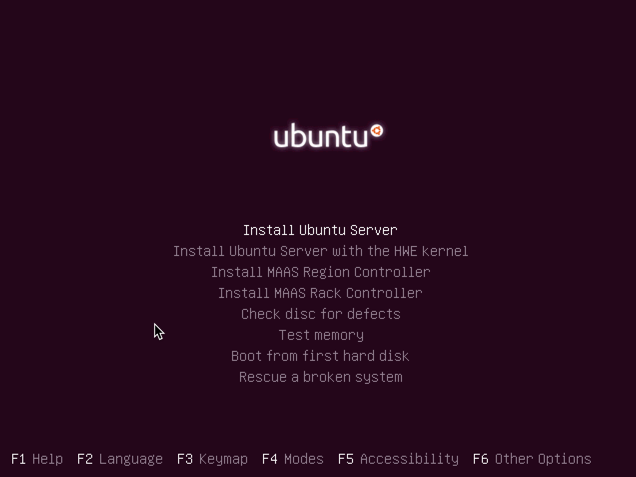 ubuntu
Install Ubuntu Server
Install Ubuntu Server with the HWE kernel
Install MAAS Region Controller
Install MAAS Rack Controller
Check disc for defects
Test memory
Boot from first hard disk
Rescue a broken system
F1 Help F2 Language F3 Keymap F4 Modes F5 Accessibility F6 Other Options